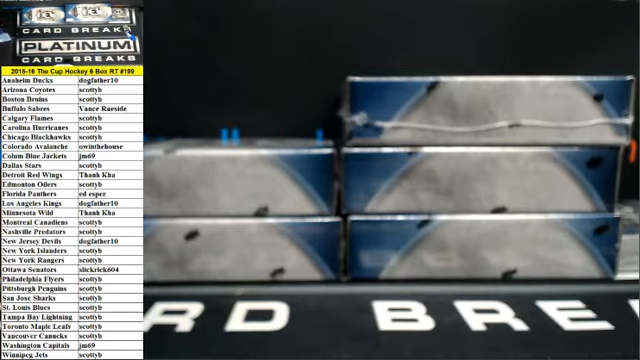 CARD BREAKS
PLATINUM
CARD BREAKS
2015-16 The Cup Hockey 6 Box RT #199
Anaheim Ducks dogfather10
Arizona Coyotes scottyb
Boston Bruins scottyb
Buffalo Sabres Vance Raeside
Calgary Flames scottyb
Carolina Hurricanes scottyb
Chicago Blackhawks scottyb
Colorado Avalanche owinthehouse
Colum Blue Jackets jm69
Dallas Stars scottyb
Detroit Red Wings Thanh Kha
Edmonton Oilers scottyb
Florida Panthers ed esper
Los Angeles Kings dogfather10
Minnesota Wild Thanh Kha
Montreal Canadiens scottyb
Nashville Predators scottyb
New Jersey Devils dogfather10
New York Islanders scottyb
New York Rangers scottyb
Ottawa Senators slickrick604
Philadelphia Flyers scottyb
Pittsburgh Penguins scottyb
San Jose Sharks scottyb
St. Louis Blues scottyb
Tampa Bay Lightning scottyb
Toronto Maple Leafs scottyb
Vancouver Canucks scottyb
Washington Capitals jm69
Winnipeg Jets scottyb
RD BREA